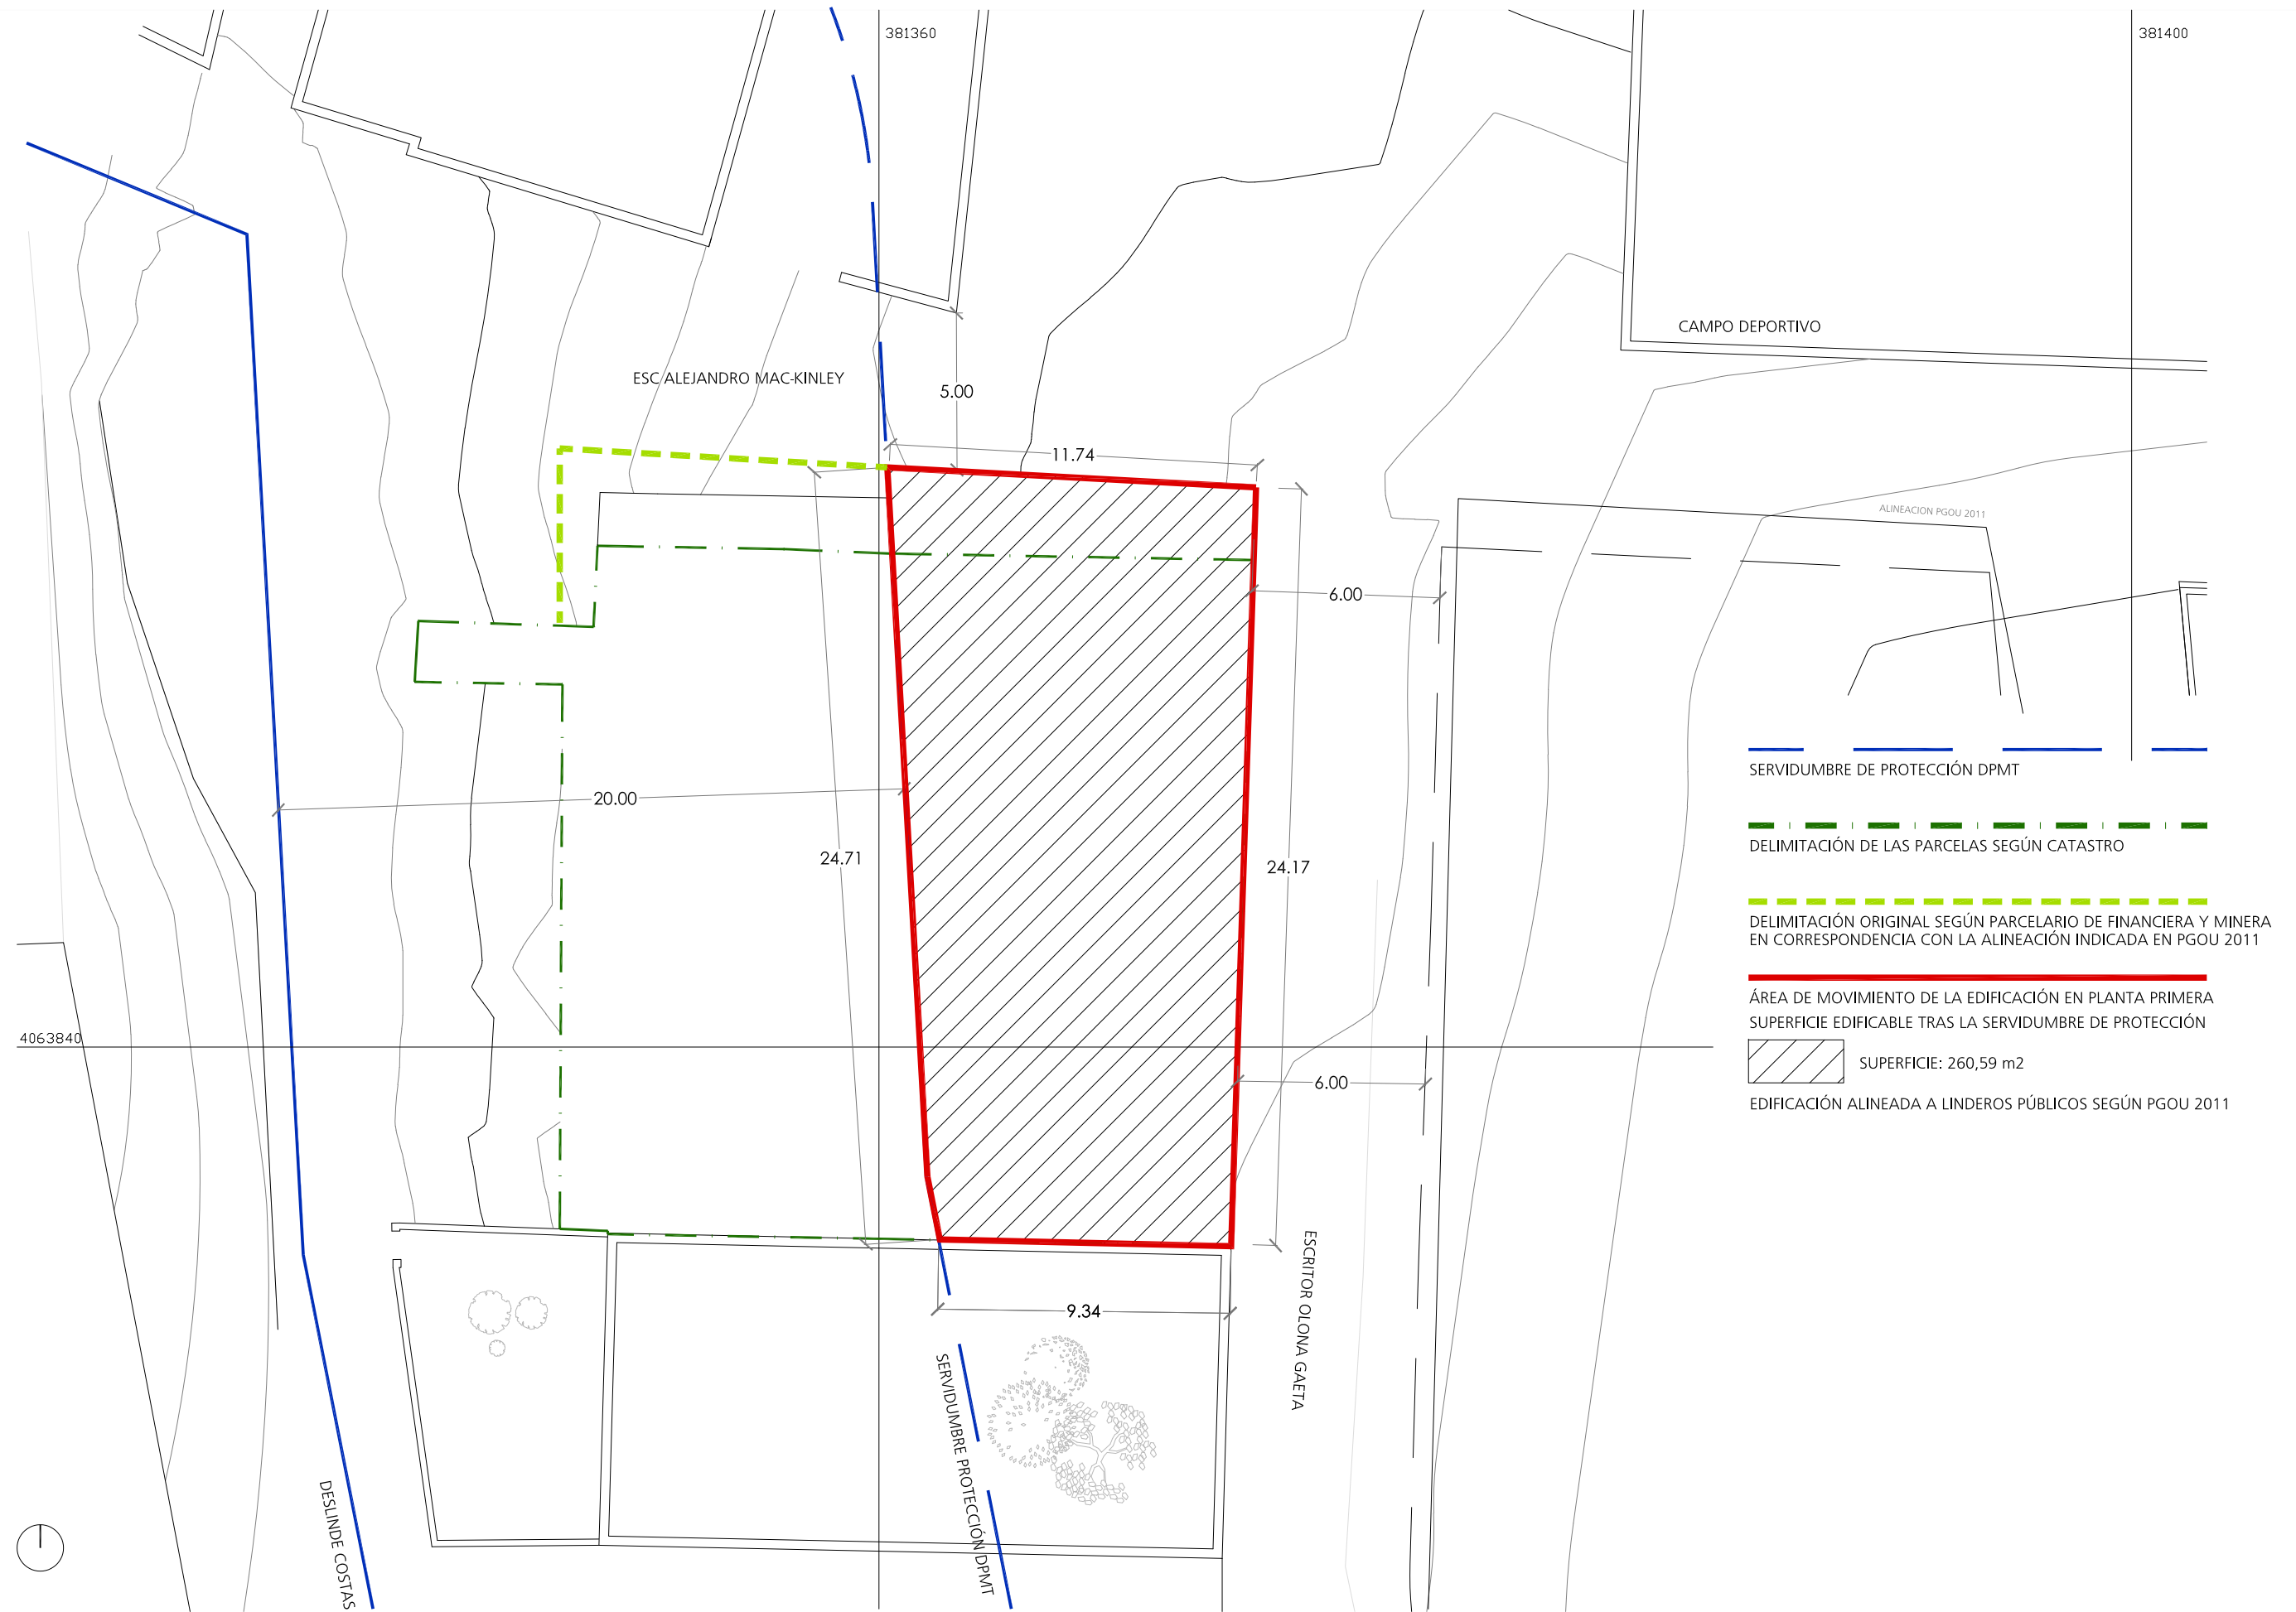 381360
381400
CAMPO DEPORTIVO
ESC ALEJANDRO MAC-KINLEY
5.00
11.74
ALINEACION PGOU 2011
6.00
20.00
24.71
24.17
SERVIDUMBRE DE PROTECCIÓN DPMT
DELIMITACIÓN DE LAS PARCELAS SEGÚN CATASTRO
DELIMITACIÓN ORIGINAL SEGÚN PARCELARIO DE FINANCIERA Y MINERA
EN CORRESPONDENCIA CON LA ALINEACIÓN INDICADA EN PGOU 2011
ÁREA DE MOVIMIENTO DE LA EDIFICACIÓN EN PLANTA PRIMERA
SUPERFICIE EDIFICABLE TRAS LA SERVIDUMBRE DE PROTECCIÓN
SUPERFICIE: 260,59 m2
EDIFICACIÓN ALINEADA A LINDEROS PÚBLICOS SEGÚN PGOU 2011
4063840
6.00
9.34
ESCRITOR OLONA GAETA
SERVIDUMBRE PROTECCIÓN DPMT
DESLINDE COSTAS